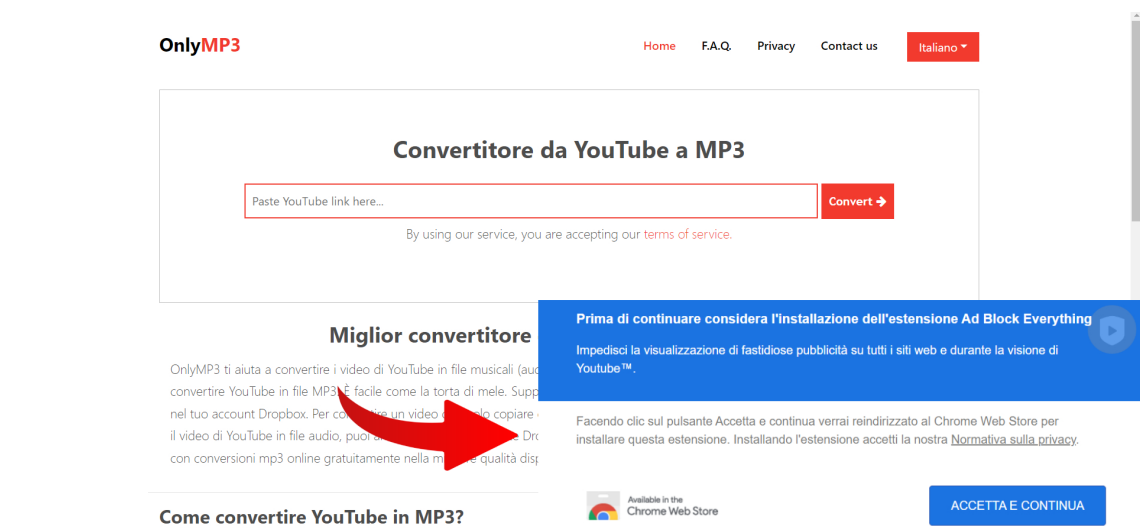 OnlyMP3
Home F.A.Q. Privacy Contact us Italiano
Convertitore da YouTube a MP3
Paste YouTube link here...
Convert
By using our service, you are accepting our terms of service.
Miglior convertitore
OnlyMP3 ti aiuta a convertire i video di YouTube in file musicali
convertire YouTube in file MP3. È facile come la torta di mele.
nel tuo account Dropbox. Per un video copiare
il video di YouTube in file audio, puoi
con conversioni mp3 online gratuitamente nella qualità
Come convertire YouTube in MP3?
Prima di continuare considera l'installazione dell'estensione Ad Block Everything
Impedisci la visualizzazione di fastidiose pubblicità su tutti i siti web e durante la visione di
Youtube™.
Facendo clic sul pulsante Accetta e continua verrai reindirizzato al Chrome Web Store per
installare questa estensione. Installando l'estensione accetti la nostra Normativa sulla privacy.
Available in the
Chrome Web Store
ACCETTA E CONTINUA